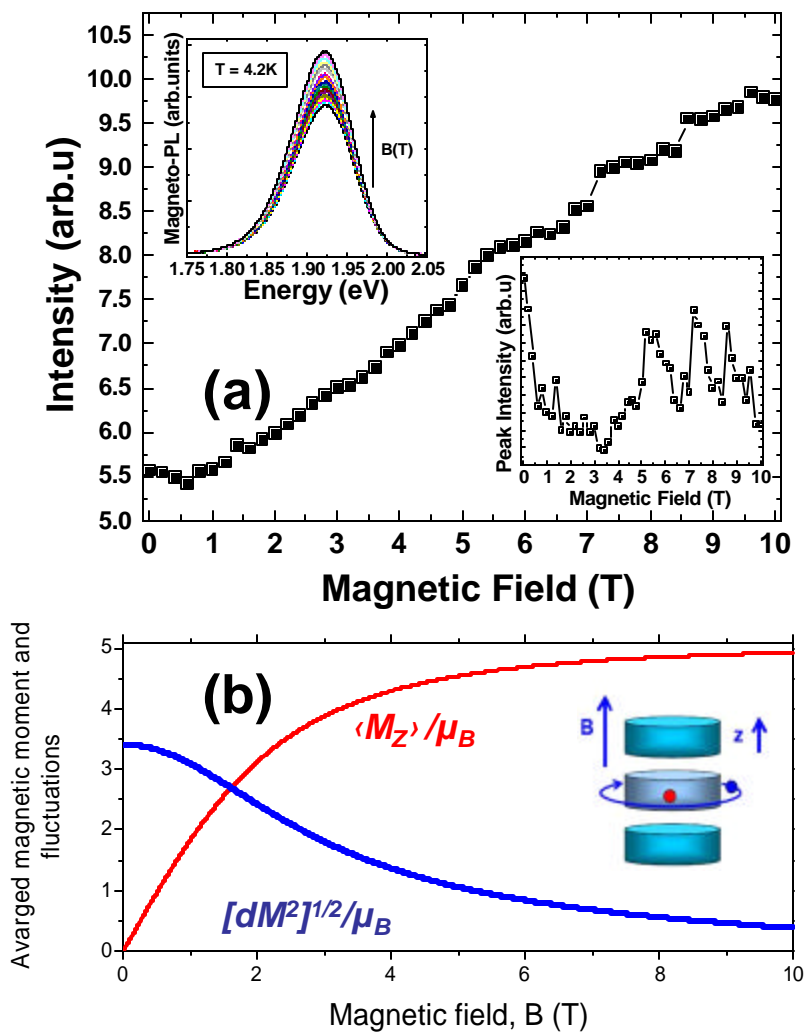 10.5
10.0
9.5
9.0
8.5
8.0
7.5
7.0
6.5
6.0
5.5
5.0
Intensity (arb.u)
0 1 2 3 4 5 6 7 8 9 10
Magnetic Field (T)
(a)
T = 4.2K
Magneto-PL (arb.units)
B(T)
1.75 1.80 1.85 1.90 1.95 2.00 2.05
Energy (eV)
Peak Intensity (arb.u)
0 1 2 3 4 5 6 7 8 9 10
Magnetic Field (T)
5
4
3
2
1
0
Avarged magnetic moment and
fluctuations
(b)
‹M_Z›/μ_B
[dM²]^1/2/μ_B
B
z
0 2 4 6 8 10
Magnetic field, B (T)